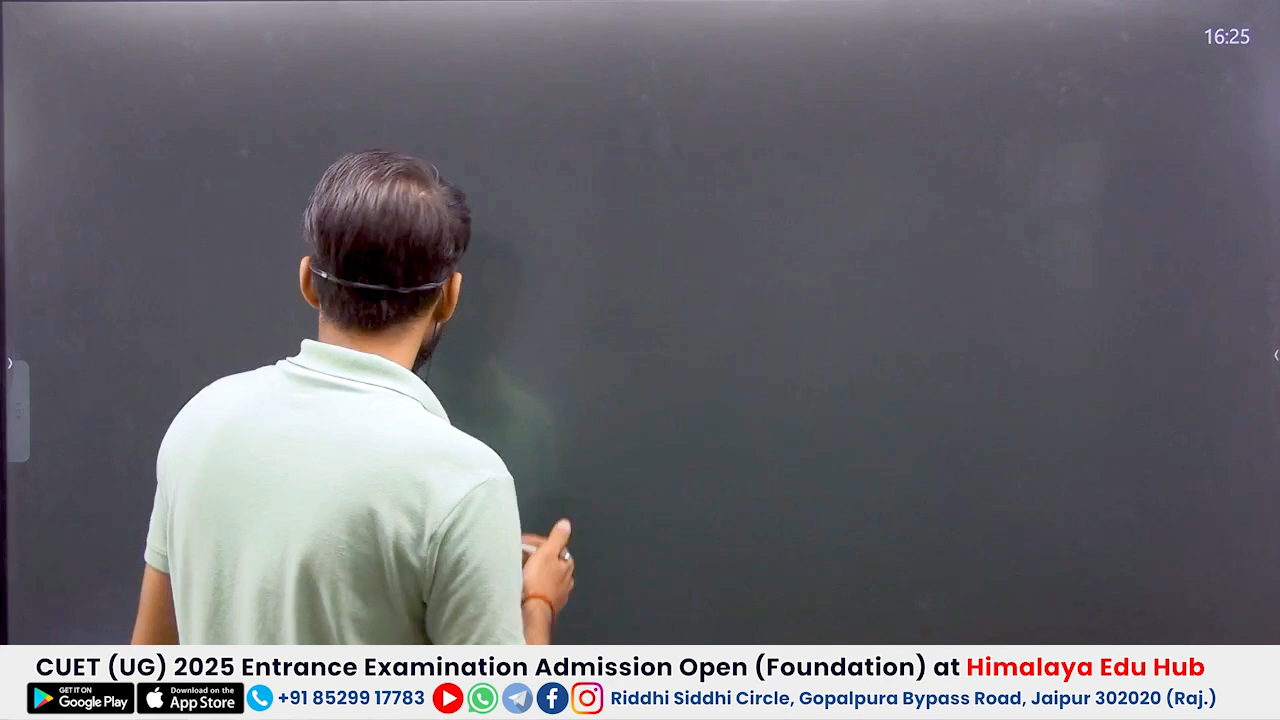 16:25
CUET (UG) 2025 Entrance Examination Admission Open (Foundation) at Himalaya Edu Hub
GET IT ON Google Play Download on the App Store +91 85299 17783 Riddhi Siddhi Circle, Gopalpura Bypass Road, Jaipur 302020 (Raj.)